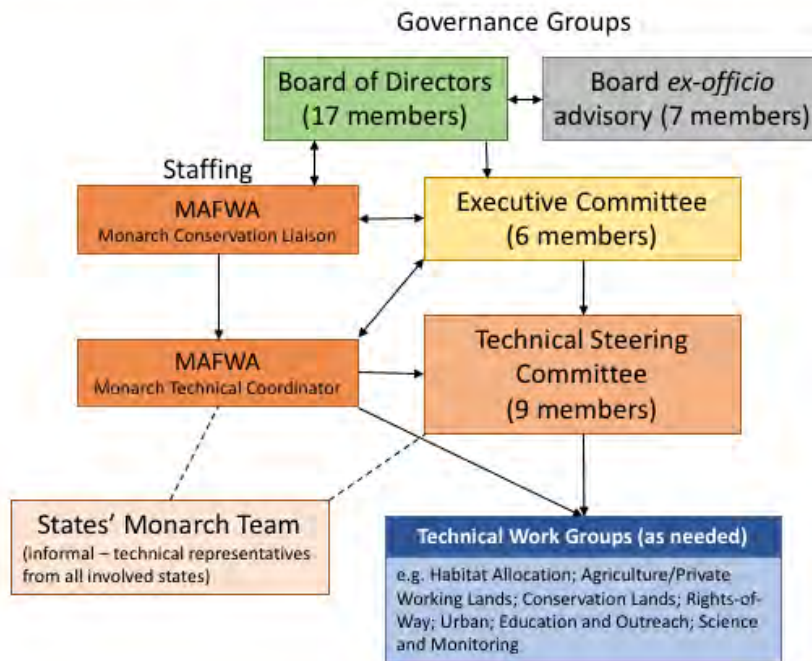 Governance Groups
Board of Directors
(17 members)
Board ex-officio
advisory (7 members)
Staffing
MAFWA
Monarch Conservation Liaison
Executive Committee
(6 members)
MAFWA
Monarch Technical Coordinator
Technical Steering
Committee
(9 members)
States’ Monarch Team
(informal – technical representatives
from all involved states)
Technical Work Groups (as needed)
e.g. Habitat Allocation; Agriculture/Private
Working Lands; Conservation Lands; Rights-of-
Way; Urban; Education and Outreach; Science
and Monitoring